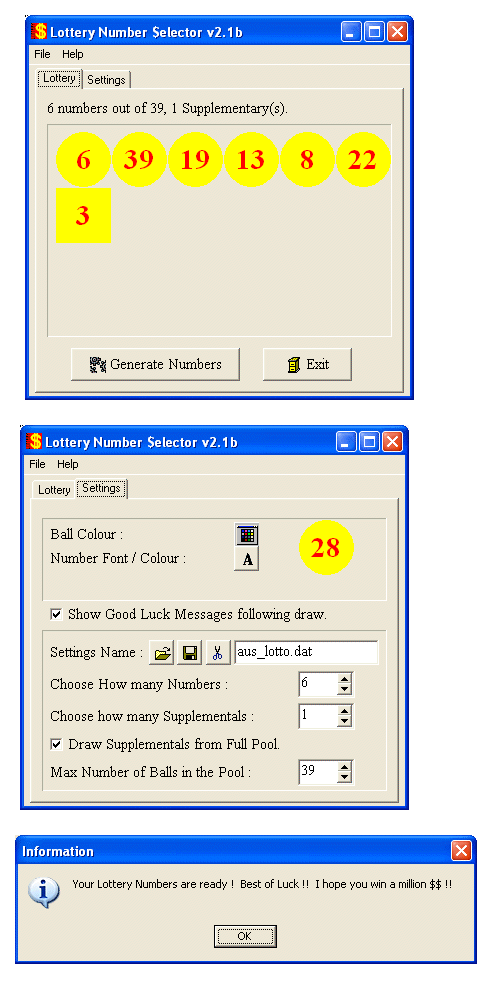 Lottery Number Selector v2.1b
File Help
Lottery Settings
6 numbers out of 39, 1 Supplementary(s).
6 39 19 13 8 22
3
Generate Numbers Exit
Lottery Number Selector v2.1b
File Help
Lottery Settings
Ball Colour :
28
Number Font / Colour : A
Show Good Luck Messages following draw.
Settings Name : aus_lotto.dat
Choose How many Numbers : 6
Choose how many Supplementals : 1
Draw Supplementals from Full Pool.
Max Number of Balls in the Pool : 39
Information
Your Lottery Numbers are ready ! Best of Luck !! I hope you win a million $$ !!
OK